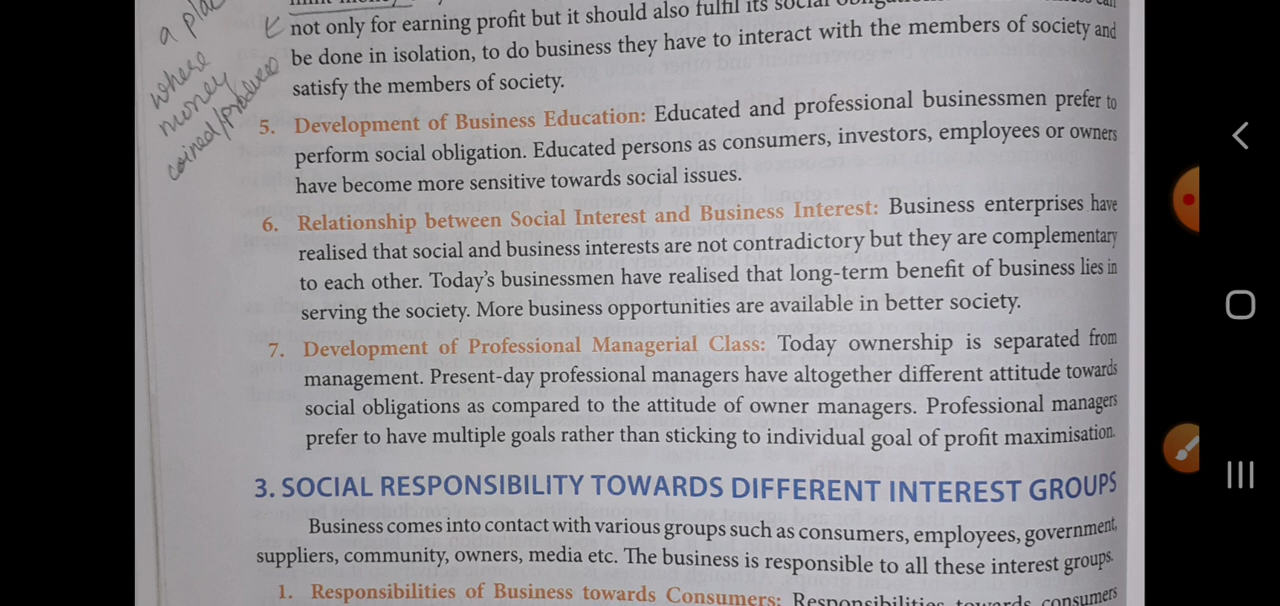 a
where
money
coined/produced
not only for earning profit but it should also fulfil its social
be done in isolation, to do business they have to interact with the members of society and
satisfy the members of society.
5. Development of Business Education: Educated and professional businessmen prefer to
perform social obligation. Educated persons as consumers, investors, employees or owners
have become more sensitive towards social issues.
6. Relationship between Social Interest and Business Interest: Business enterprises have
realised that social and business interests are not contradictory but they are complementary
to each other. Today's businessmen have realised that long-term benefit of business lies in
serving the society. More business opportunities are available in better society.
7. Development of Professional Managerial Class: Today ownership is separated from
management. Present-day professional managers have altogether different attitude towards
social obligations as compared to the attitude of owner managers. Professional managers
prefer to have multiple goals rather than sticking to individual goal of profit maximisation.
3. SOCIAL RESPONSIBILITY TOWARDS DIFFERENT INTEREST GROUPS
Business comes into contact with various groups such as consumers, employees, government,
suppliers, community, owners, media etc. The business is responsible to all these interest groups.
1. Responsibilities of Business towards Consumers: Responsibilities towards consumers